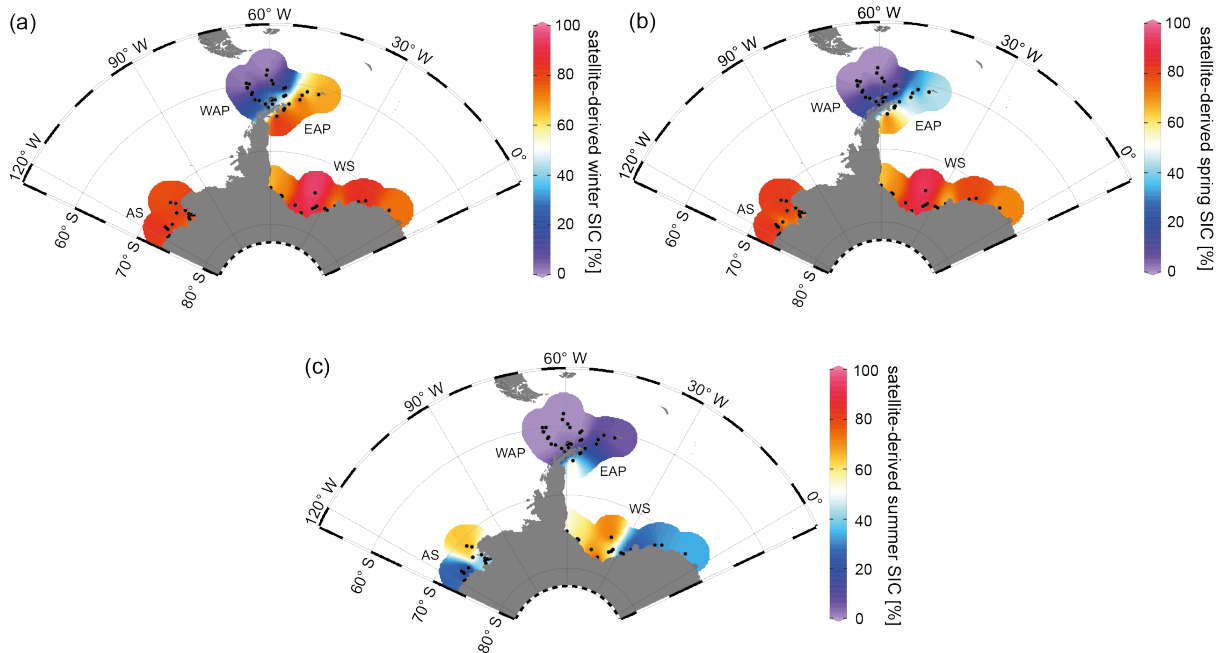 (a)
60° W
90° W
30° W
120° W
0°
60° S
70° S
80° S
WAP
EAP
WS
AS
100
80
60
40
20
0
satellite-derived winter SIC [%]
(b)
60° W
90° W
30° W
120° W
0°
60° S
70° S
80° S
WAP
EAP
WS
AS
100
80
60
40
20
0
satellite-derived spring SIC [%]
(c)
60° W
90° W
30° W
120° W
0°
60° S
70° S
80° S
WAP
EAP
WS
AS
100
80
60
40
20
0
satellite-derived summer SIC [%]